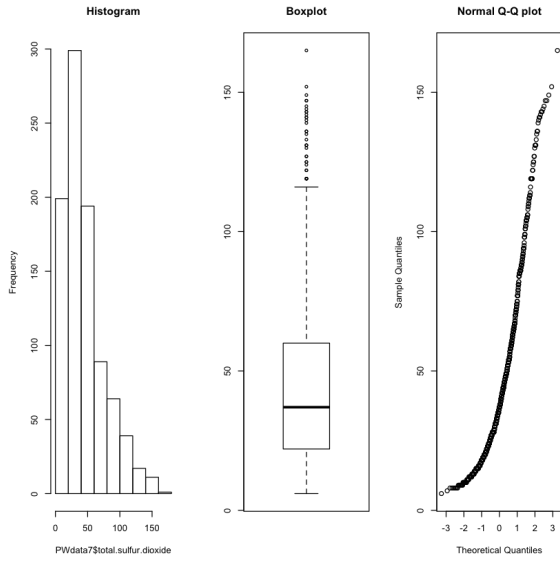 Histogram
Frequency
0 50 100 150 200 250 300
0 50 100 150
PWdata7$total.sulfur.dioxide
Boxplot
0 50 100 150
Normal Q-Q plot
Sample Quantiles
0 50 100 150
-3 -2 -1 0 1 2 3
Theoretical Quantiles